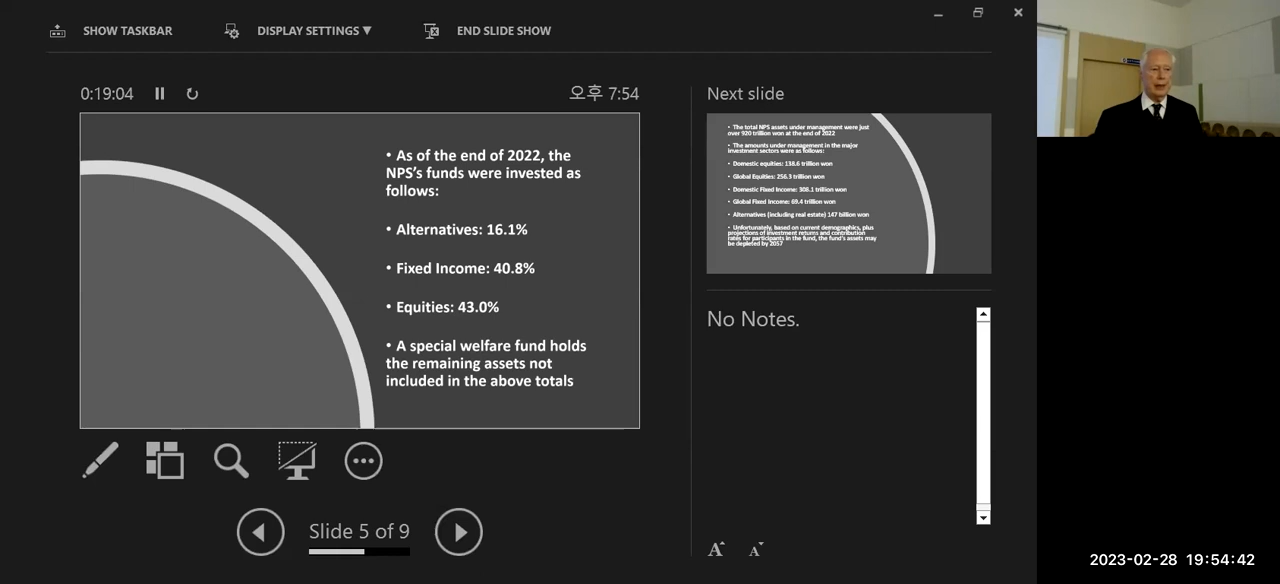 SHOW TASKBAR
DISPLAY SETTINGS ▼
END SLIDE SHOW
0:19:04
오후 7:54
• As of the end of 2022, the
NPS's funds were invested as
follows:
• Alternatives: 16.1%
• Fixed Income: 40.8%
• Equities: 43.0%
• A special welfare fund holds
the remaining assets not
included in the above totals
Slide 5 of 9
Next slide
• The total NPS assets under management were just
over 920 trillion won at the end of 2022
• The amounts under management in the major
investment sectors were as follows:
• Domestic equities: 138.6 trillion won
• Global Equities: 256.3 trillion won
• Domestic Fixed Income: 308.1 trillion won
• Global Fixed Income: 69.4 trillion won
• Alternatives (including real estate) 147 billion won
• Unfortunately, based on current demographics, plus
projections of investment returns and contribution
rates for participants in the fund, the fund's assets may
be depleted by 2057
No Notes.
A A
2023-02-28 19:54:42